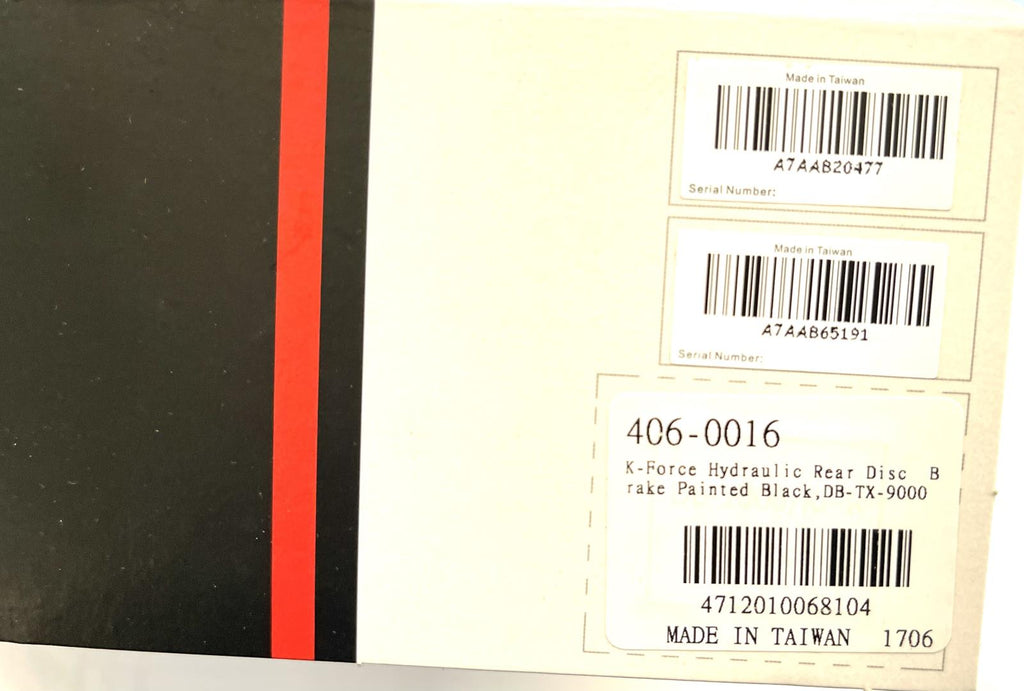 Made in Taiwan
A7AAB20477
Serial Number:
Made in Taiwan
A7AAB65191
Serial Number:
406-0016
K-Force Hydraulic Rear Disc  B
rake Painted Black,DB-TX-9000
4712010068104
MADE IN TAIWAN  1706